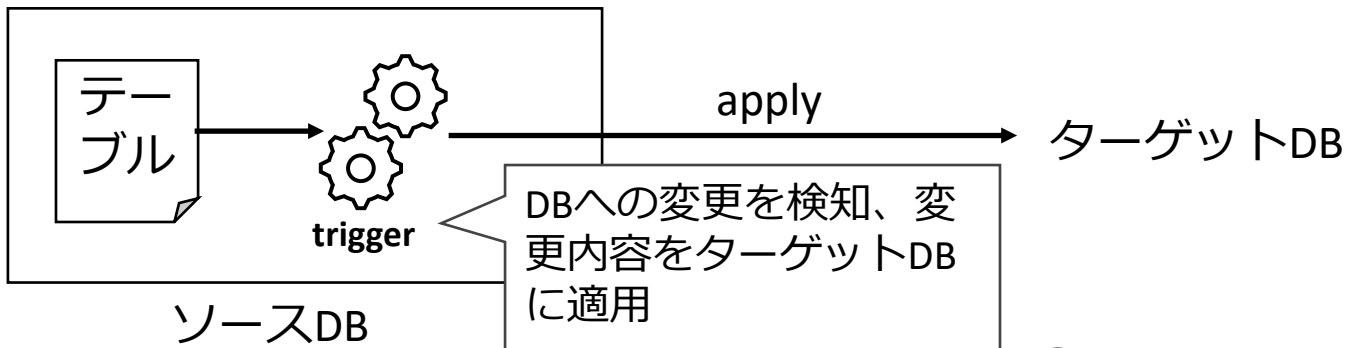 テー
ブル
trigger
apply
ターゲットDB
DBへの変更を検知、変
更内容をターゲットDB
に適用
ソースDB